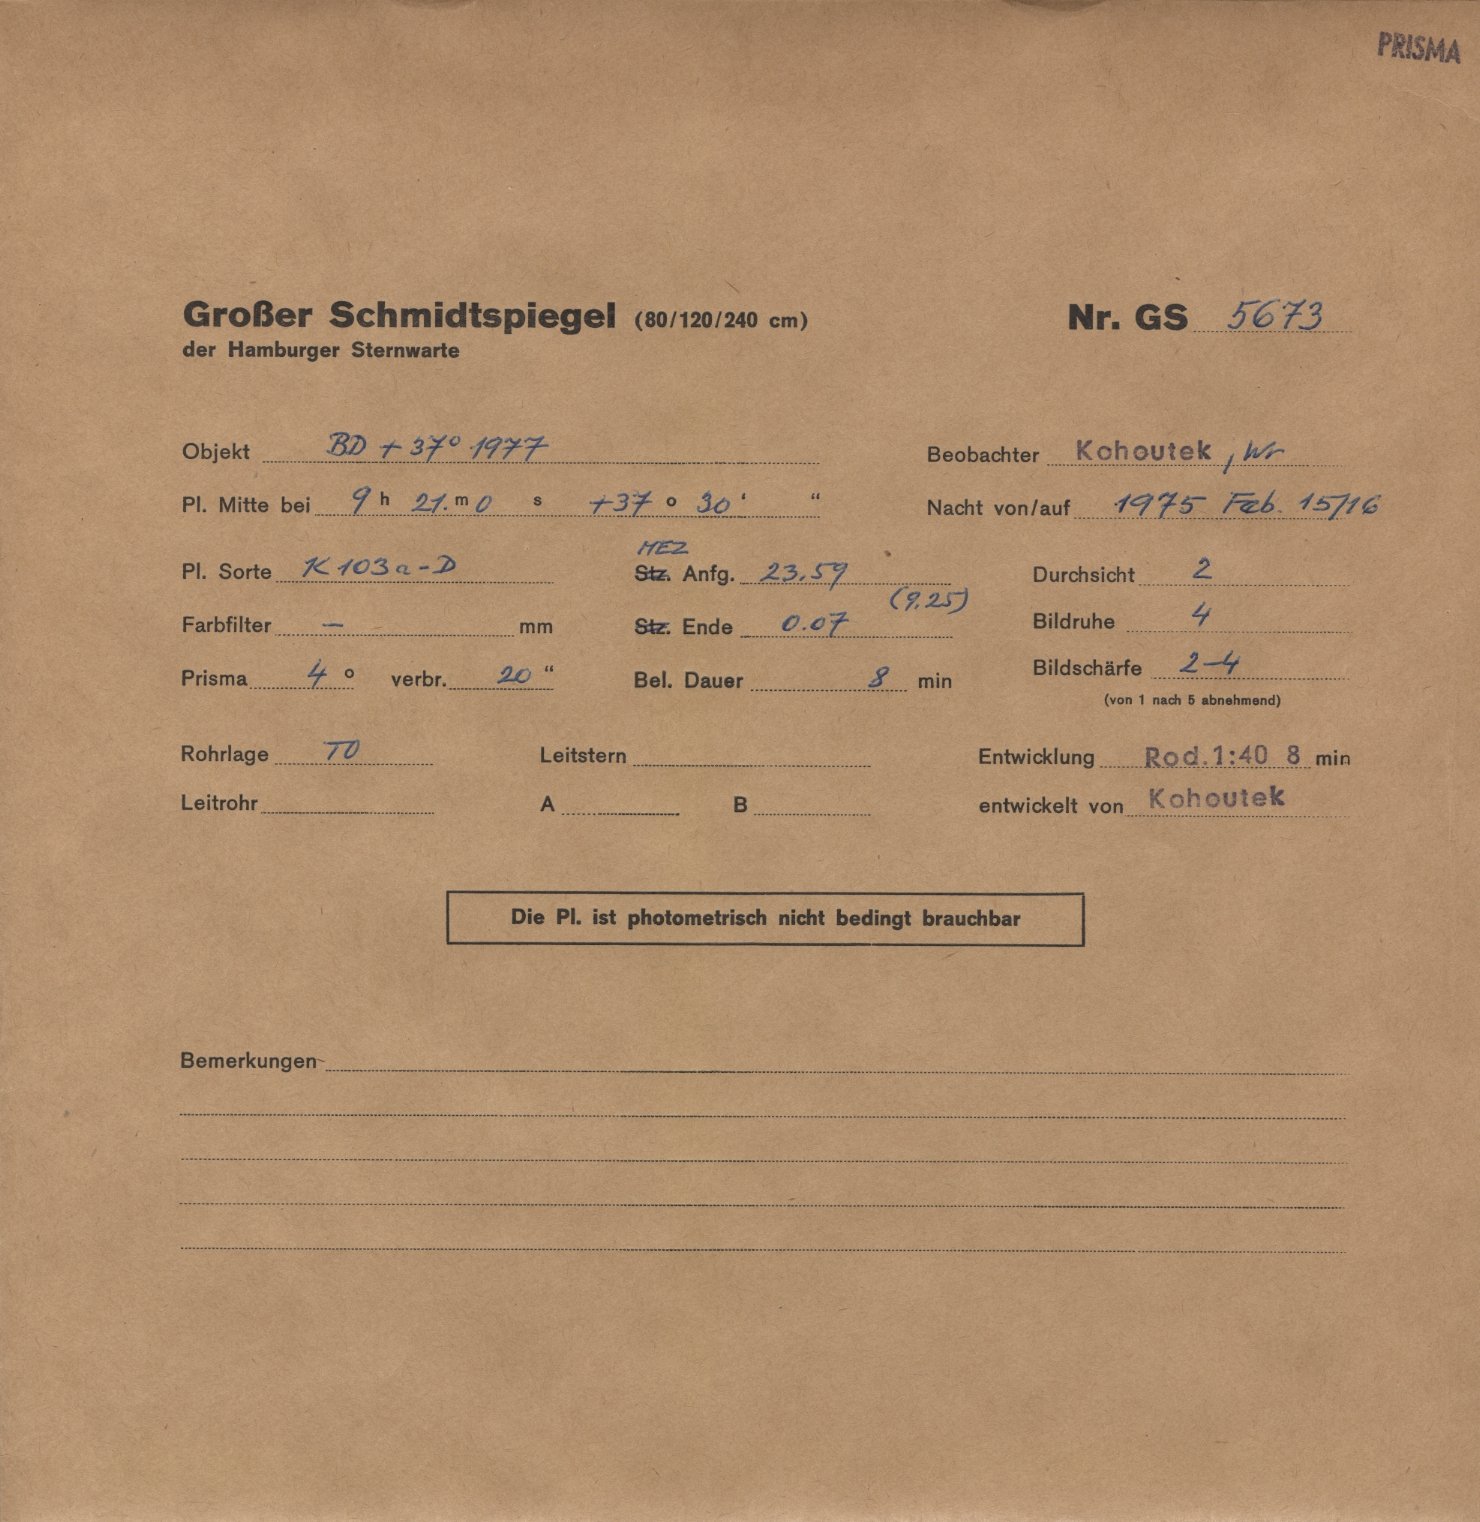 PRISMA
Großer Schmidtspiegel (80/120/240 cm) Nr. GS 5673
der Hamburger Sternwarte
Objekt BD + 37° 1977 Beobachter Kohoutek, Wr
Pl. Mitte bei 9 h 21. m 0 s +37 ° 30 ' “ Nacht von/auf 1975 Feb. 15/16
MEZ
Pl. Sorte K 103a-D Stz. Anfg. 23.59 Durchsicht 2
(9.25)
Farbfilter — mm Stz. Ende 0.07 Bildruhe 4
Prisma 4 ° verbr. 20 “ Bel. Dauer 8 min Bildschärfe 2-4
(von 1 nach 5 abnehmend)
Rohrlage TO Leitstern Entwicklung Rod. 1:40 8 min
Leitrohr A B entwickelt von Kohoutek
Die Pl. ist photometrisch nicht bedingt brauchbar
Bemerkungen